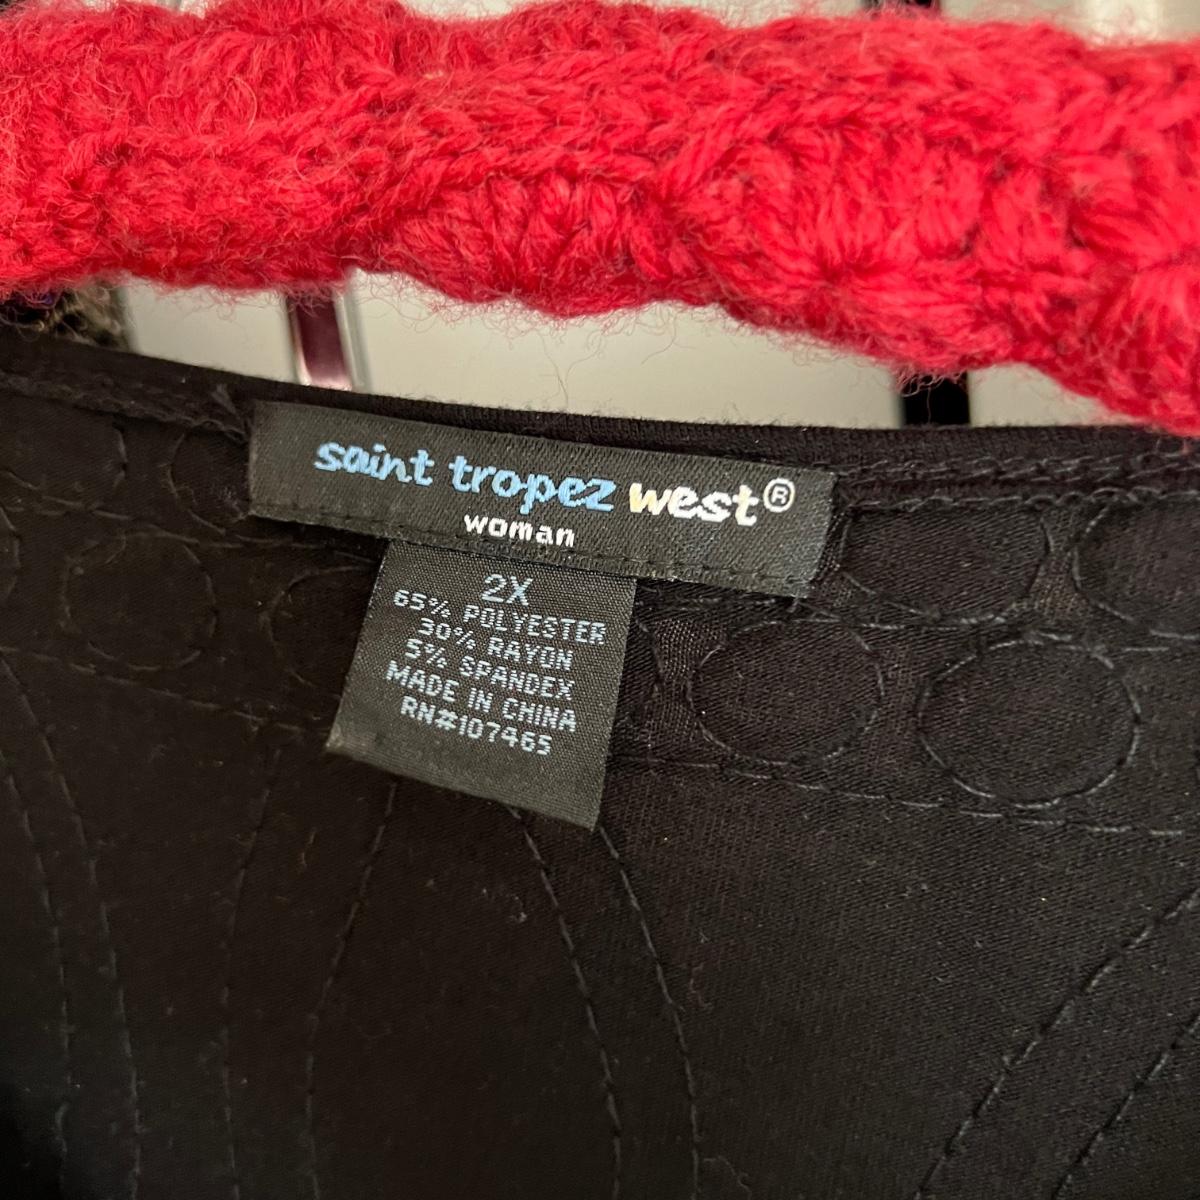 saint tropez west®
woman
2X
65% POLYESTER
30% RAYON
5% SPANDEX
MADE IN CHINA
RN#107465